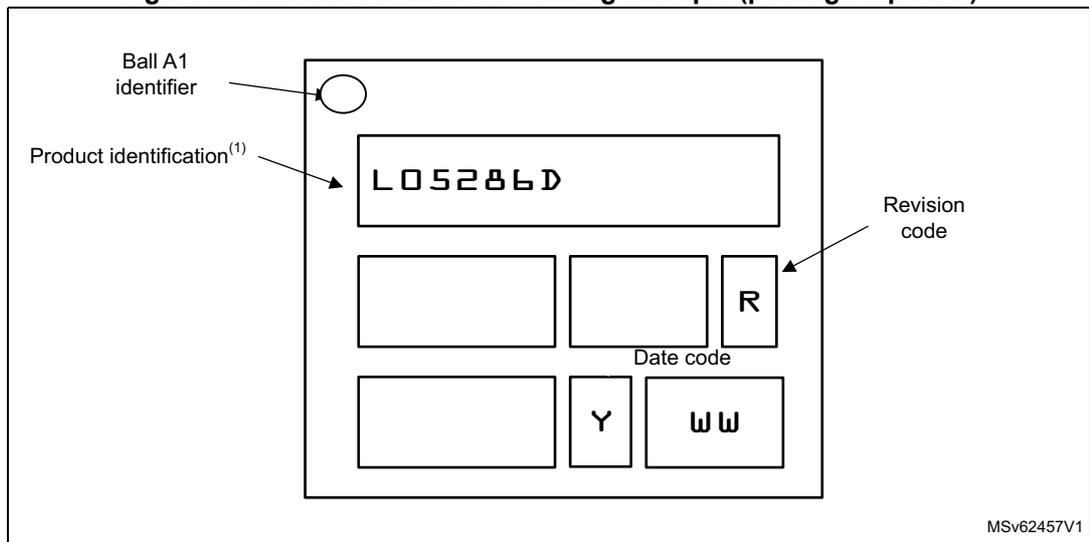 Ball A1
identifier
Product identification(1)
L05286D
Revision
code
R
Date code
Y WW
MSv62457V1